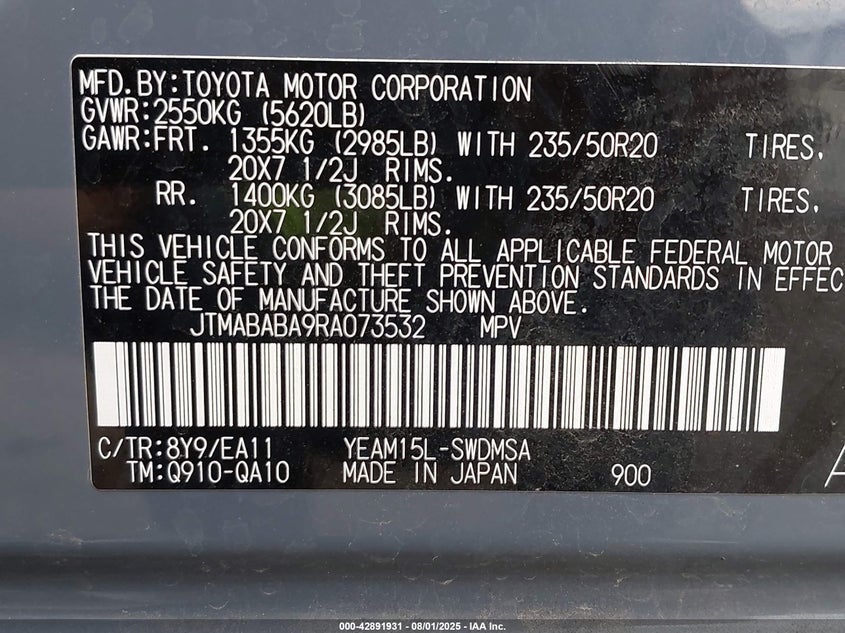 MFD.BY:TOYOTA MOTOR CORPORATION
GVWR:2550KG (5620LB)
GAWR:FRT. 1355KG (2985LB) WITH 235/50R20 TIRES,
20X7 1/2J RIMS.
RR. 1400KG (3085LB) WITH 235/50R20 TIRES,
20X7 1/2J RIMS.
THIS VEHICLE CONFORMS TO ALL APPLICABLE FEDERAL MOTOR
VEHICLE SAFETY AND THEFT PREVENTION STANDARDS IN EFFEC
THE DATE OF MANUFACTURE SHOWN ABOVE.
JTMABABA9RA073532 MPV
C/TR:8Y9/EA11 YEAM15L-SWDMSA
TM:Q910-QA10 MADE IN JAPAN 900
000-42891931 - 08/01/2025 - IAA Inc.